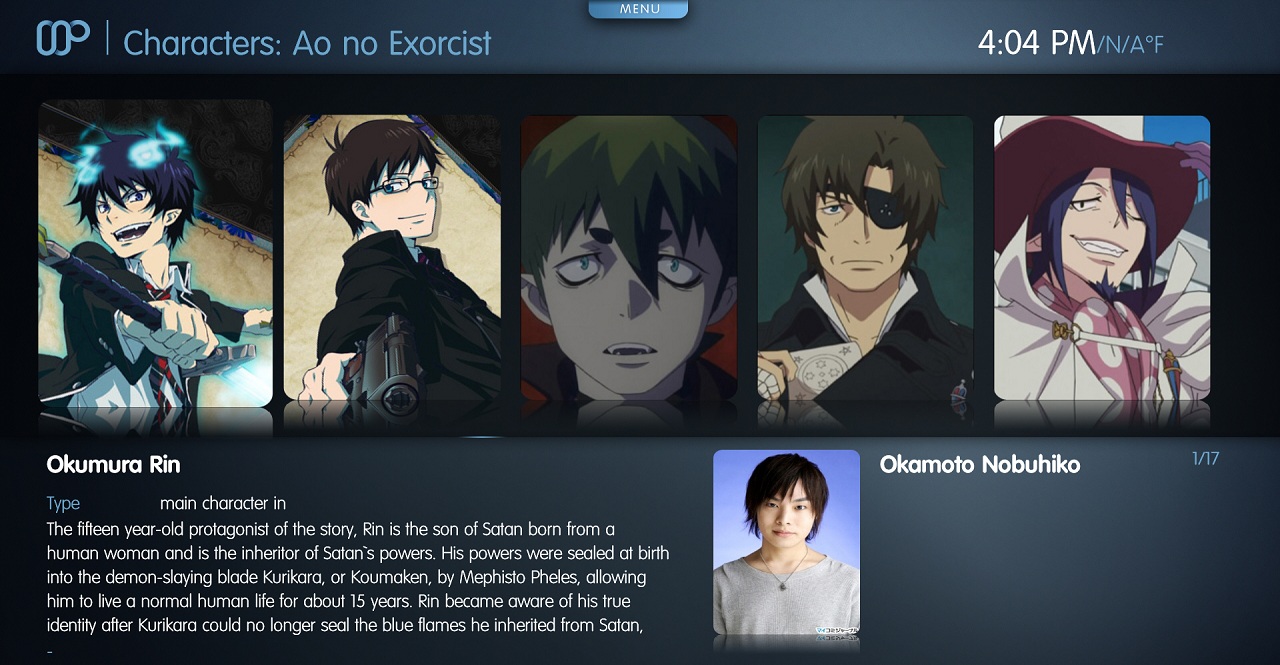 MENU
Characters: Ao no Exorcist
4:04 PM/N/A°F
Okumura Rin
Type main character in
The fifteen year-old protagonist of the story, Rin is the son of Satan born from a
human woman and is the inheritor of Satan`s powers. His powers were sealed at birth
into the demon-slaying blade Kurikara, or Koumaken, by Mephisto Pheles, allowing
him to live a normal human life for about 15 years. Rin became aware of his true
identity after Kurikara could no longer seal the blue flames he inherited from Satan,
Okamoto Nobuhiko
1/17